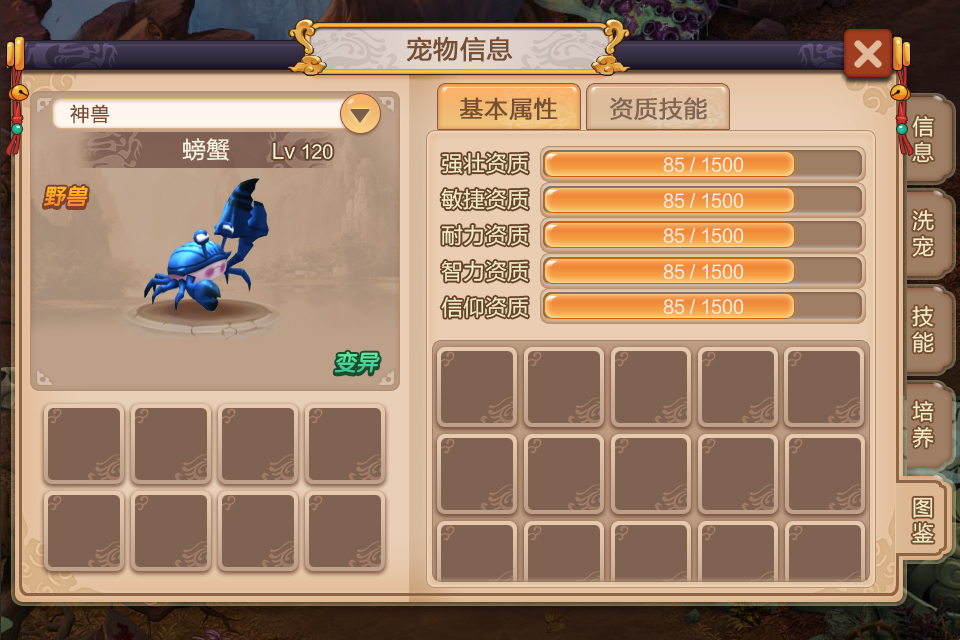 宠物信息
神兽
螃蟹 Lv 120
野兽
变异
基本属性
资质技能
强壮资质 85 / 1500
敏捷资质 85 / 1500
耐力资质 85 / 1500
智力资质 85 / 1500
信仰资质 85 / 1500
信息
洗宠
技能
培养
图鉴